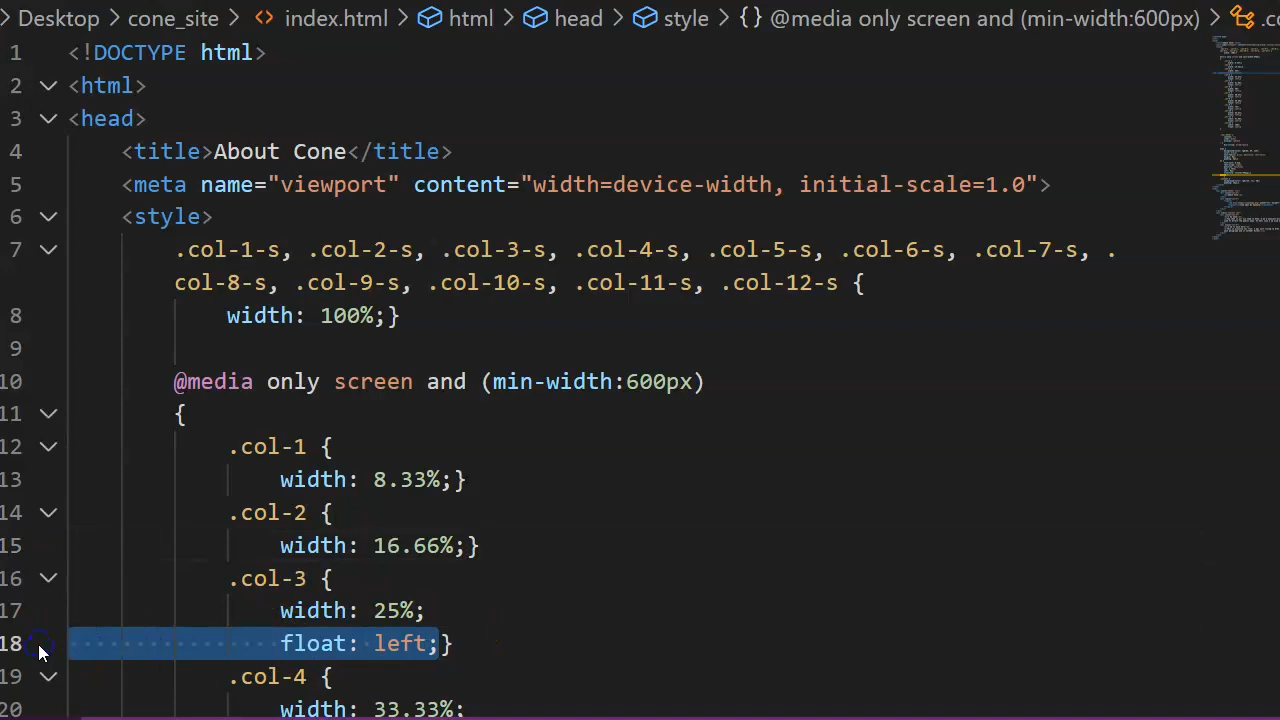 Desktop > cone_site > <> index.html > html > head > style > {} @media only screen and (min-width:600px) >
1 <!DOCTYPE html>
2 <html>
3 <head>
4 <title>About Cone</title>
5 <meta name="viewport" content="width=device-width, initial-scale=1.0">
6 <style>
7 .col-1-s, .col-2-s, .col-3-s, .col-4-s, .col-5-s, .col-6-s, .col-7-s, .
col-8-s, .col-9-s, .col-10-s, .col-11-s, .col-12-s {
8 width: 100%;}
9
10 @media only screen and (min-width:600px)
11 {
12 .col-1 {
13 width: 8.33%;}
14 .col-2 {
15 width: 16.66%;}
16 .col-3 {
17 width: 25%;
18 float: left;}
19 .col-4 {
20 width: 33.33%;